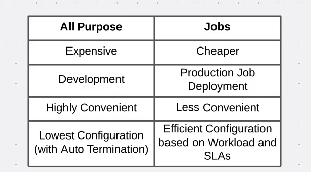 All Purpose
Jobs
Expensive
Cheaper
Development
Production Job
Deployment
Highly Convenient
Less Convenient
Lowest Configuration
(with Auto Termination)
Efficient Configuration
based on Workload and
SLAs